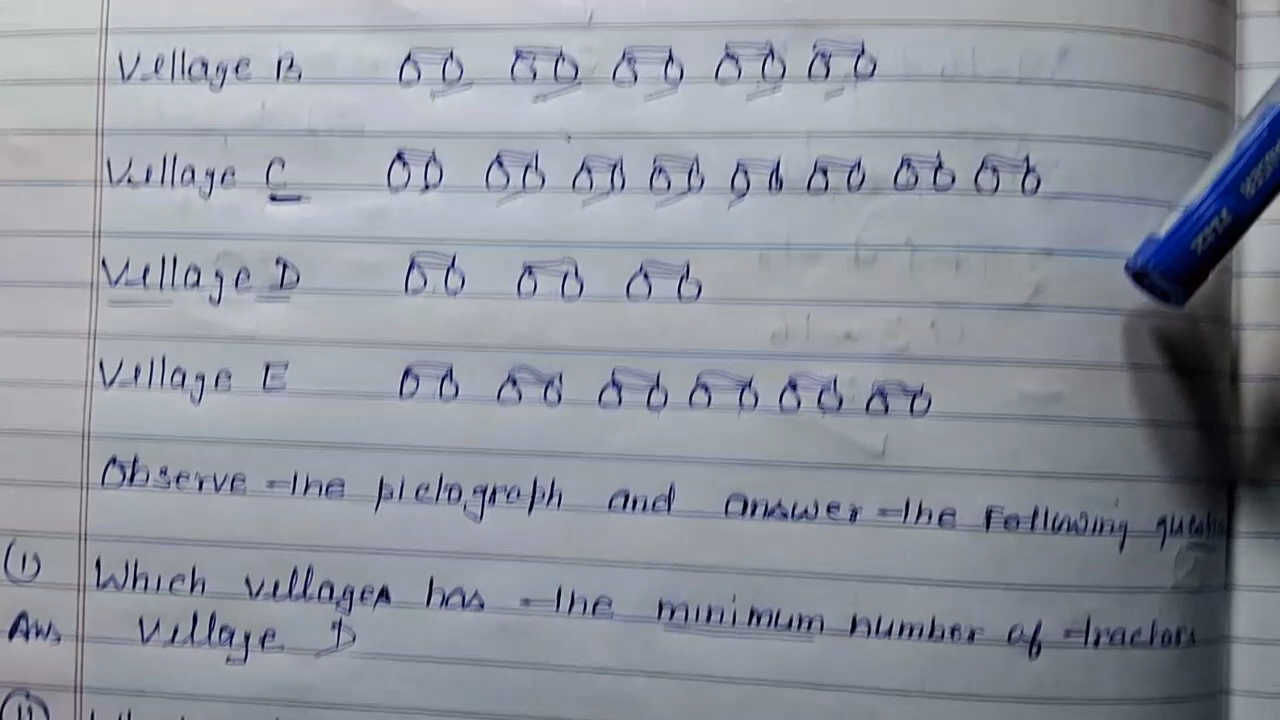 Village B
Village C
Village D
Village E
Observe the pictograph and answer the Following
(i) Which villages has the minimum number of tractors
Ans Village D
(ii)